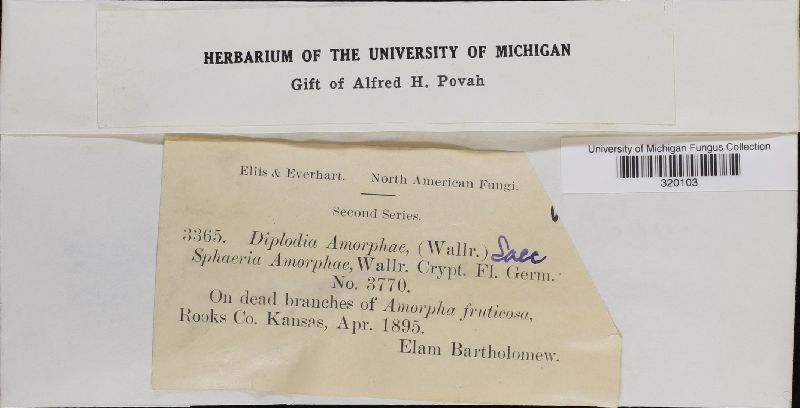 HERBARIUM OF THE UNIVERSITY OF MICHIGAN
Gift of Alfred H. Povah
University of Michigan Fungus Collection
320103
Ellis & Everhart. North American Fungi.
Second Series.
3365. Diplodia Amorphae, (Wallr.) Sacc
Sphaeria Amorphae, Wallr. Crypt. Fl. Germ.
No. 3770.
On dead branches of Amorpha fruticosa,
Rooks Co. Kansas, Apr. 1895.
Elam Bartholomew.